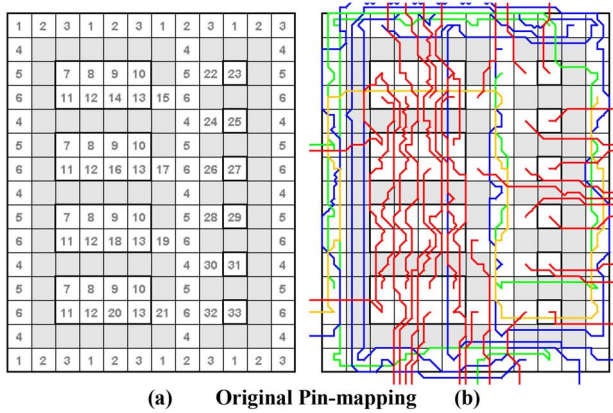 1 2 3 1 2 3 1 2 3 1 2 3
4 4 4
5 7 8 9 10 5 22 23 5
6 11 12 14 13 15 6 6
4 4 24 25 4
5 7 8 9 10 5 5
6 11 12 16 13 17 6 26 27 6
4 4 4
5 7 8 9 10 5 28 29 5
6 11 12 18 13 19 6 6
4 4 30 31 4
5 7 8 9 10 5 5
6 11 12 20 13 21 6 32 33 6
4 4 4
1 2 3 1 2 3 1 2 3 1 2 3
(a) Original Pin-mapping (b)